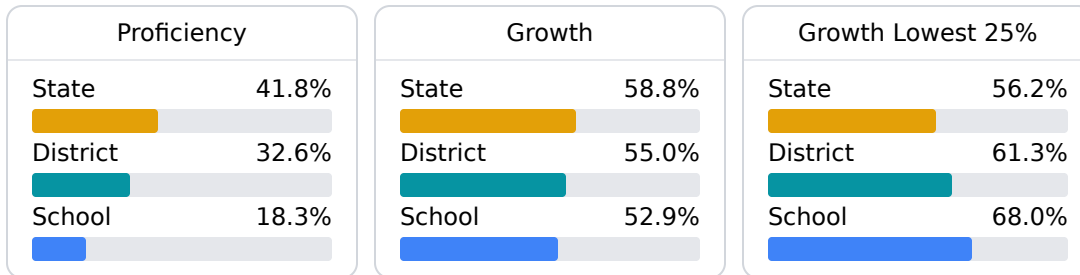 Proficiency
State 41.8%
District 32.6%
School 18.3%
Growth
State 58.8%
District 55.0%
School 52.9%
Growth Lowest 25%
State 56.2%
District 61.3%
School 68.0%